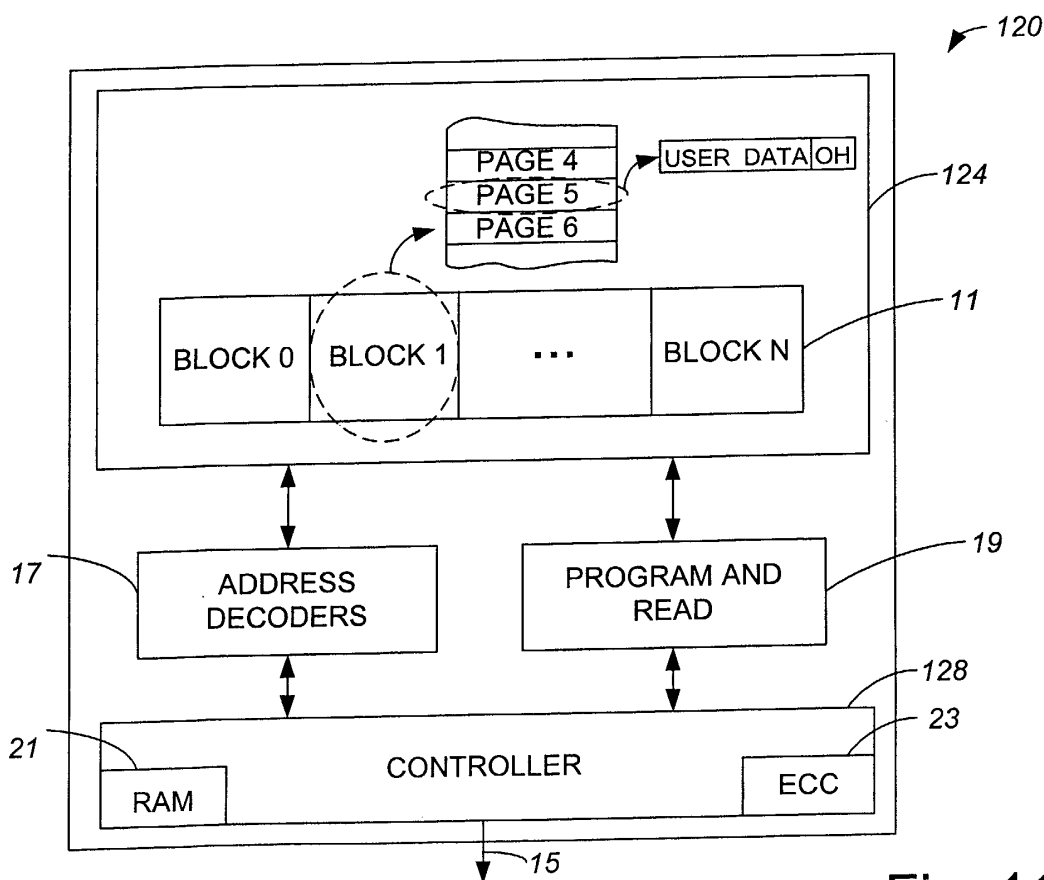 120
PAGE 4
USER DATA OH
PAGE 5
124
PAGE 6
11
BLOCK 0 BLOCK 1 ... BLOCK N
17
ADDRESS
DECODERS
PROGRAM AND
READ
19
128
21
23
CONTROLLER
RAM
ECC
15